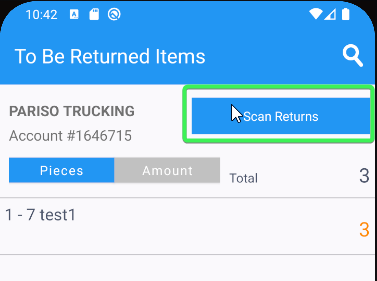 10:42
To Be Returned Items
PARISO TRUCKING
Scan Returns
Account #1646715
Pieces
Amount
Total
3
1 - 7 test1
3